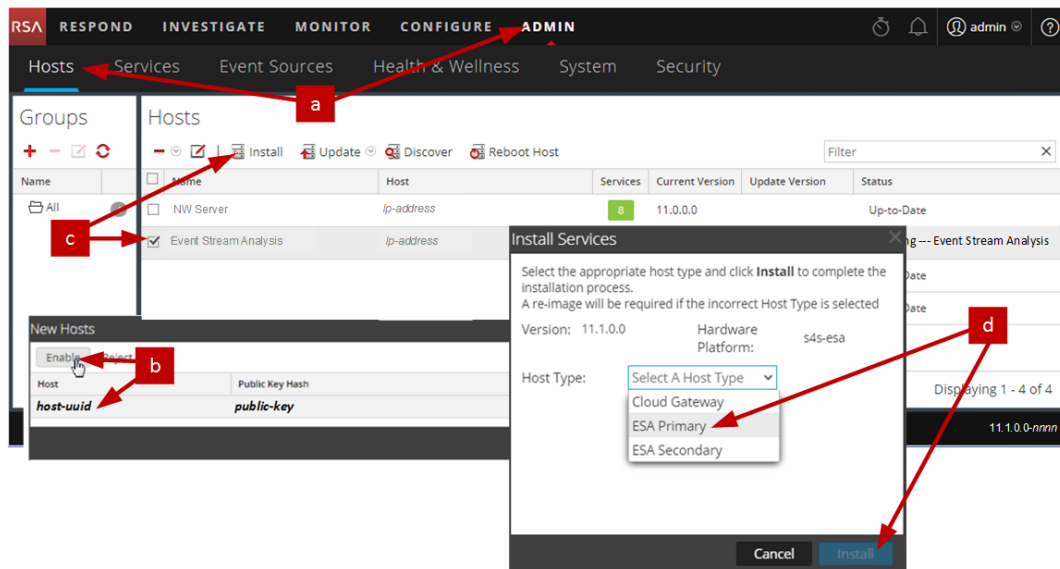 RSA RESPOND INVESTIGATE MONITOR CONFIGURE ADMIN admin
Hosts Services Event Sources Health & Wellness System Security
a
Groups
Hosts
Install Update Discover Reboot Host Filter
Name
Name Host Services Current Version Update Version Status
All
NW Server Ip-address 8 11.0.0.0 Up-to-Date
c
Event Stream Analysis Ip-address ng --- Event Stream Analysis
Date
Date
Displaying 1 - 4 of 4
11.1.0.0-nnnn
New Hosts
Enable Reject
b
Host Public Key Hash
host-uuid public-key
Install Services
Select the appropriate host type and click Install to complete the
installation process.
A re-image will be required if the incorrect Host Type is selected
Version: 11.1.0.0 Hardware
Platform: s4s-esa
d
Host Type: Select A Host Type
Cloud Gateway
ESA Primary
ESA Secondary
Cancel Install